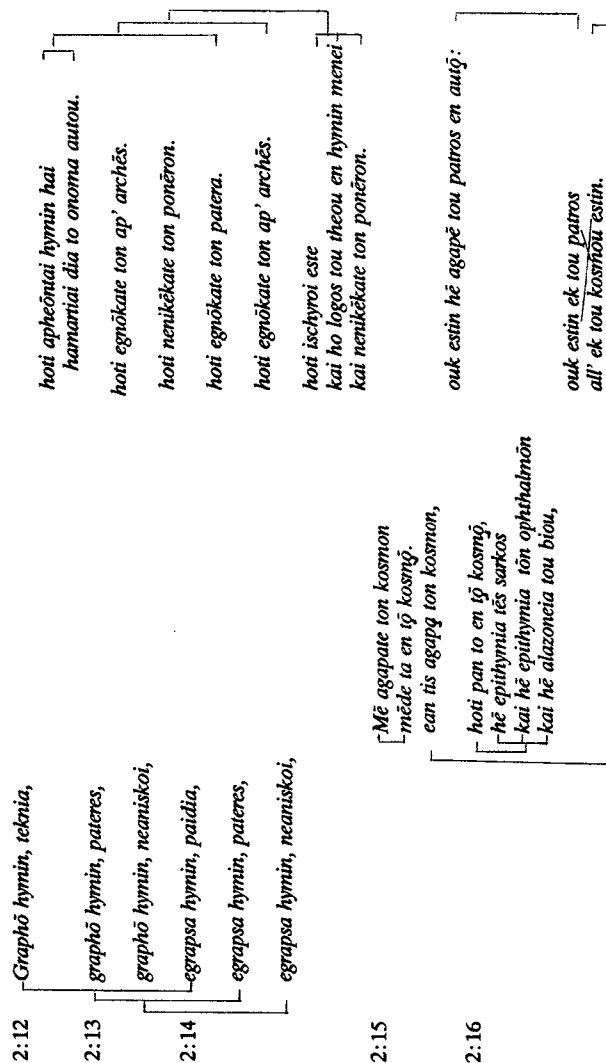 2:12 Graphō hymin, teknia, hoti apheōntai hymin hai
hamariai dia to onoma autou.
2:13 graphō hymin, pateres, hoti egnōkate ton ap' archēs.
graphō hymin, neaniskoi, hoti nenikēkate ton ponēron.
2:14 egrapsa hymin, paidia, hoti egnōkate ton patera.
egrapsa hymin, pateres, hoti egnōkate ton ap' archēs.
egrapsa hymin, neaniskoi, hoti ischyroi este
kai ho logos tou theou en hymin menei
kai nenikēkate ton ponēron.
2:15 Mē agapate ton kosmon
mēde ta en tǭ kosmǭ.
ean tis agapą ton kosmon,
ouk estin hē agapē tou patros en autǭ:
2:16 hoti pan to en tǭ kosmǭ,
hē epithymia tēs sarkos
kai hē epithymia tōn ophthalmōn
kai hē alazoneia tou biou,
ouk estin ek tou patros
all' ek tou kosmou estin.